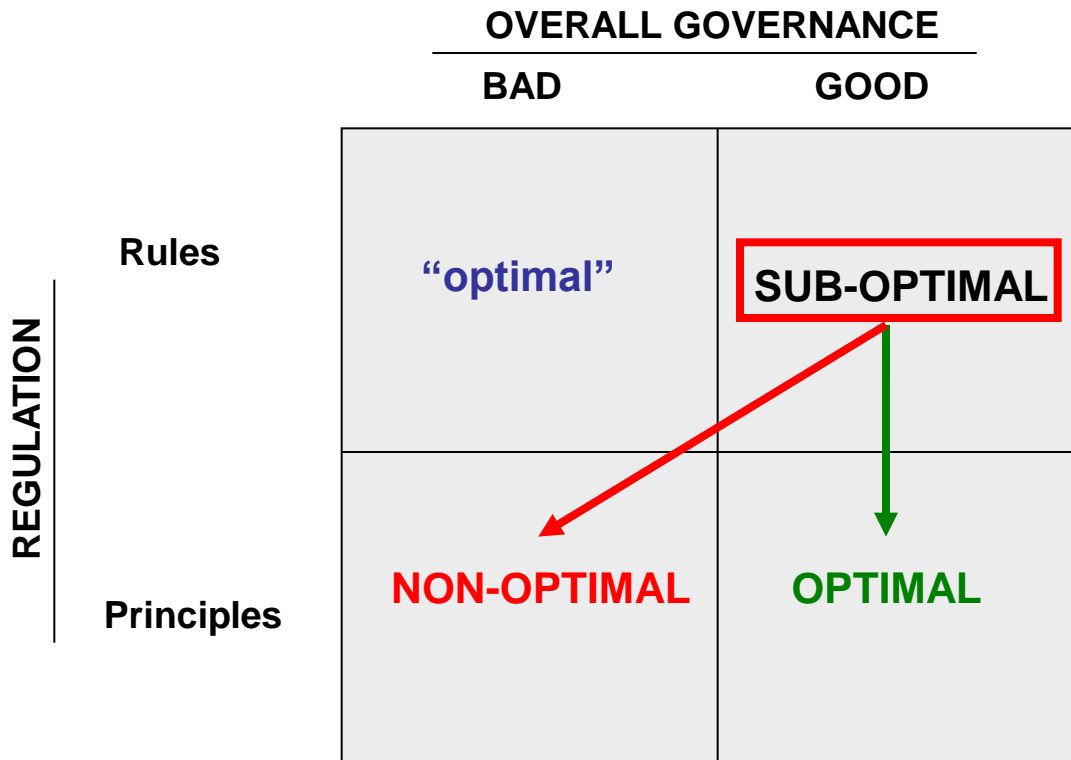 OVERALL GOVERNANCE
BAD GOOD
Rules “optimal” SUB-OPTIMAL
REGULATION
Principles NON-OPTIMAL OPTIMAL